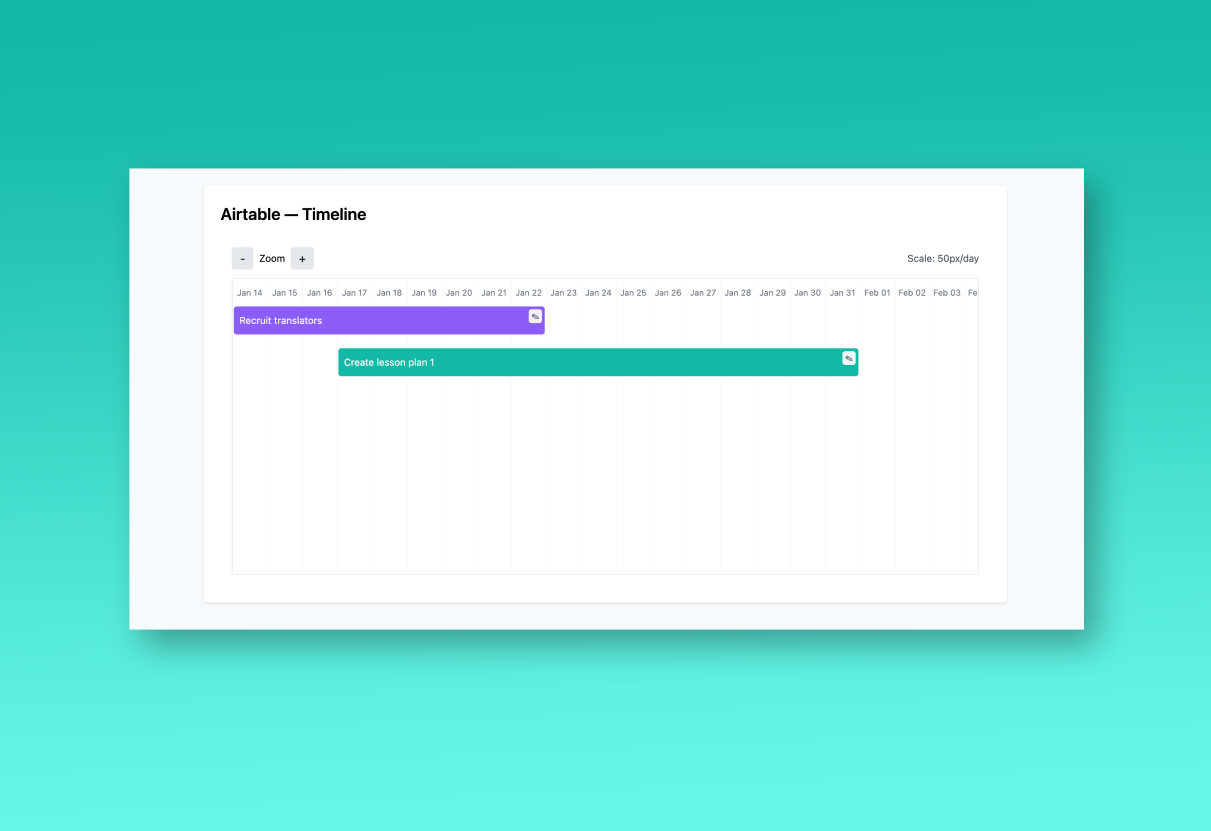 Airtable — Timeline
- Zoom + Scale: 50px/day
Jan 14 Jan 15 Jan 16 Jan 17 Jan 18 Jan 19 Jan 20 Jan 21 Jan 22 Jan 23 Jan 24 Jan 25 Jan 26 Jan 27 Jan 28 Jan 29 Jan 30 Jan 31 Feb 01 Feb 02 Feb 03 Fe
Recruit translators
Create lesson plan 1